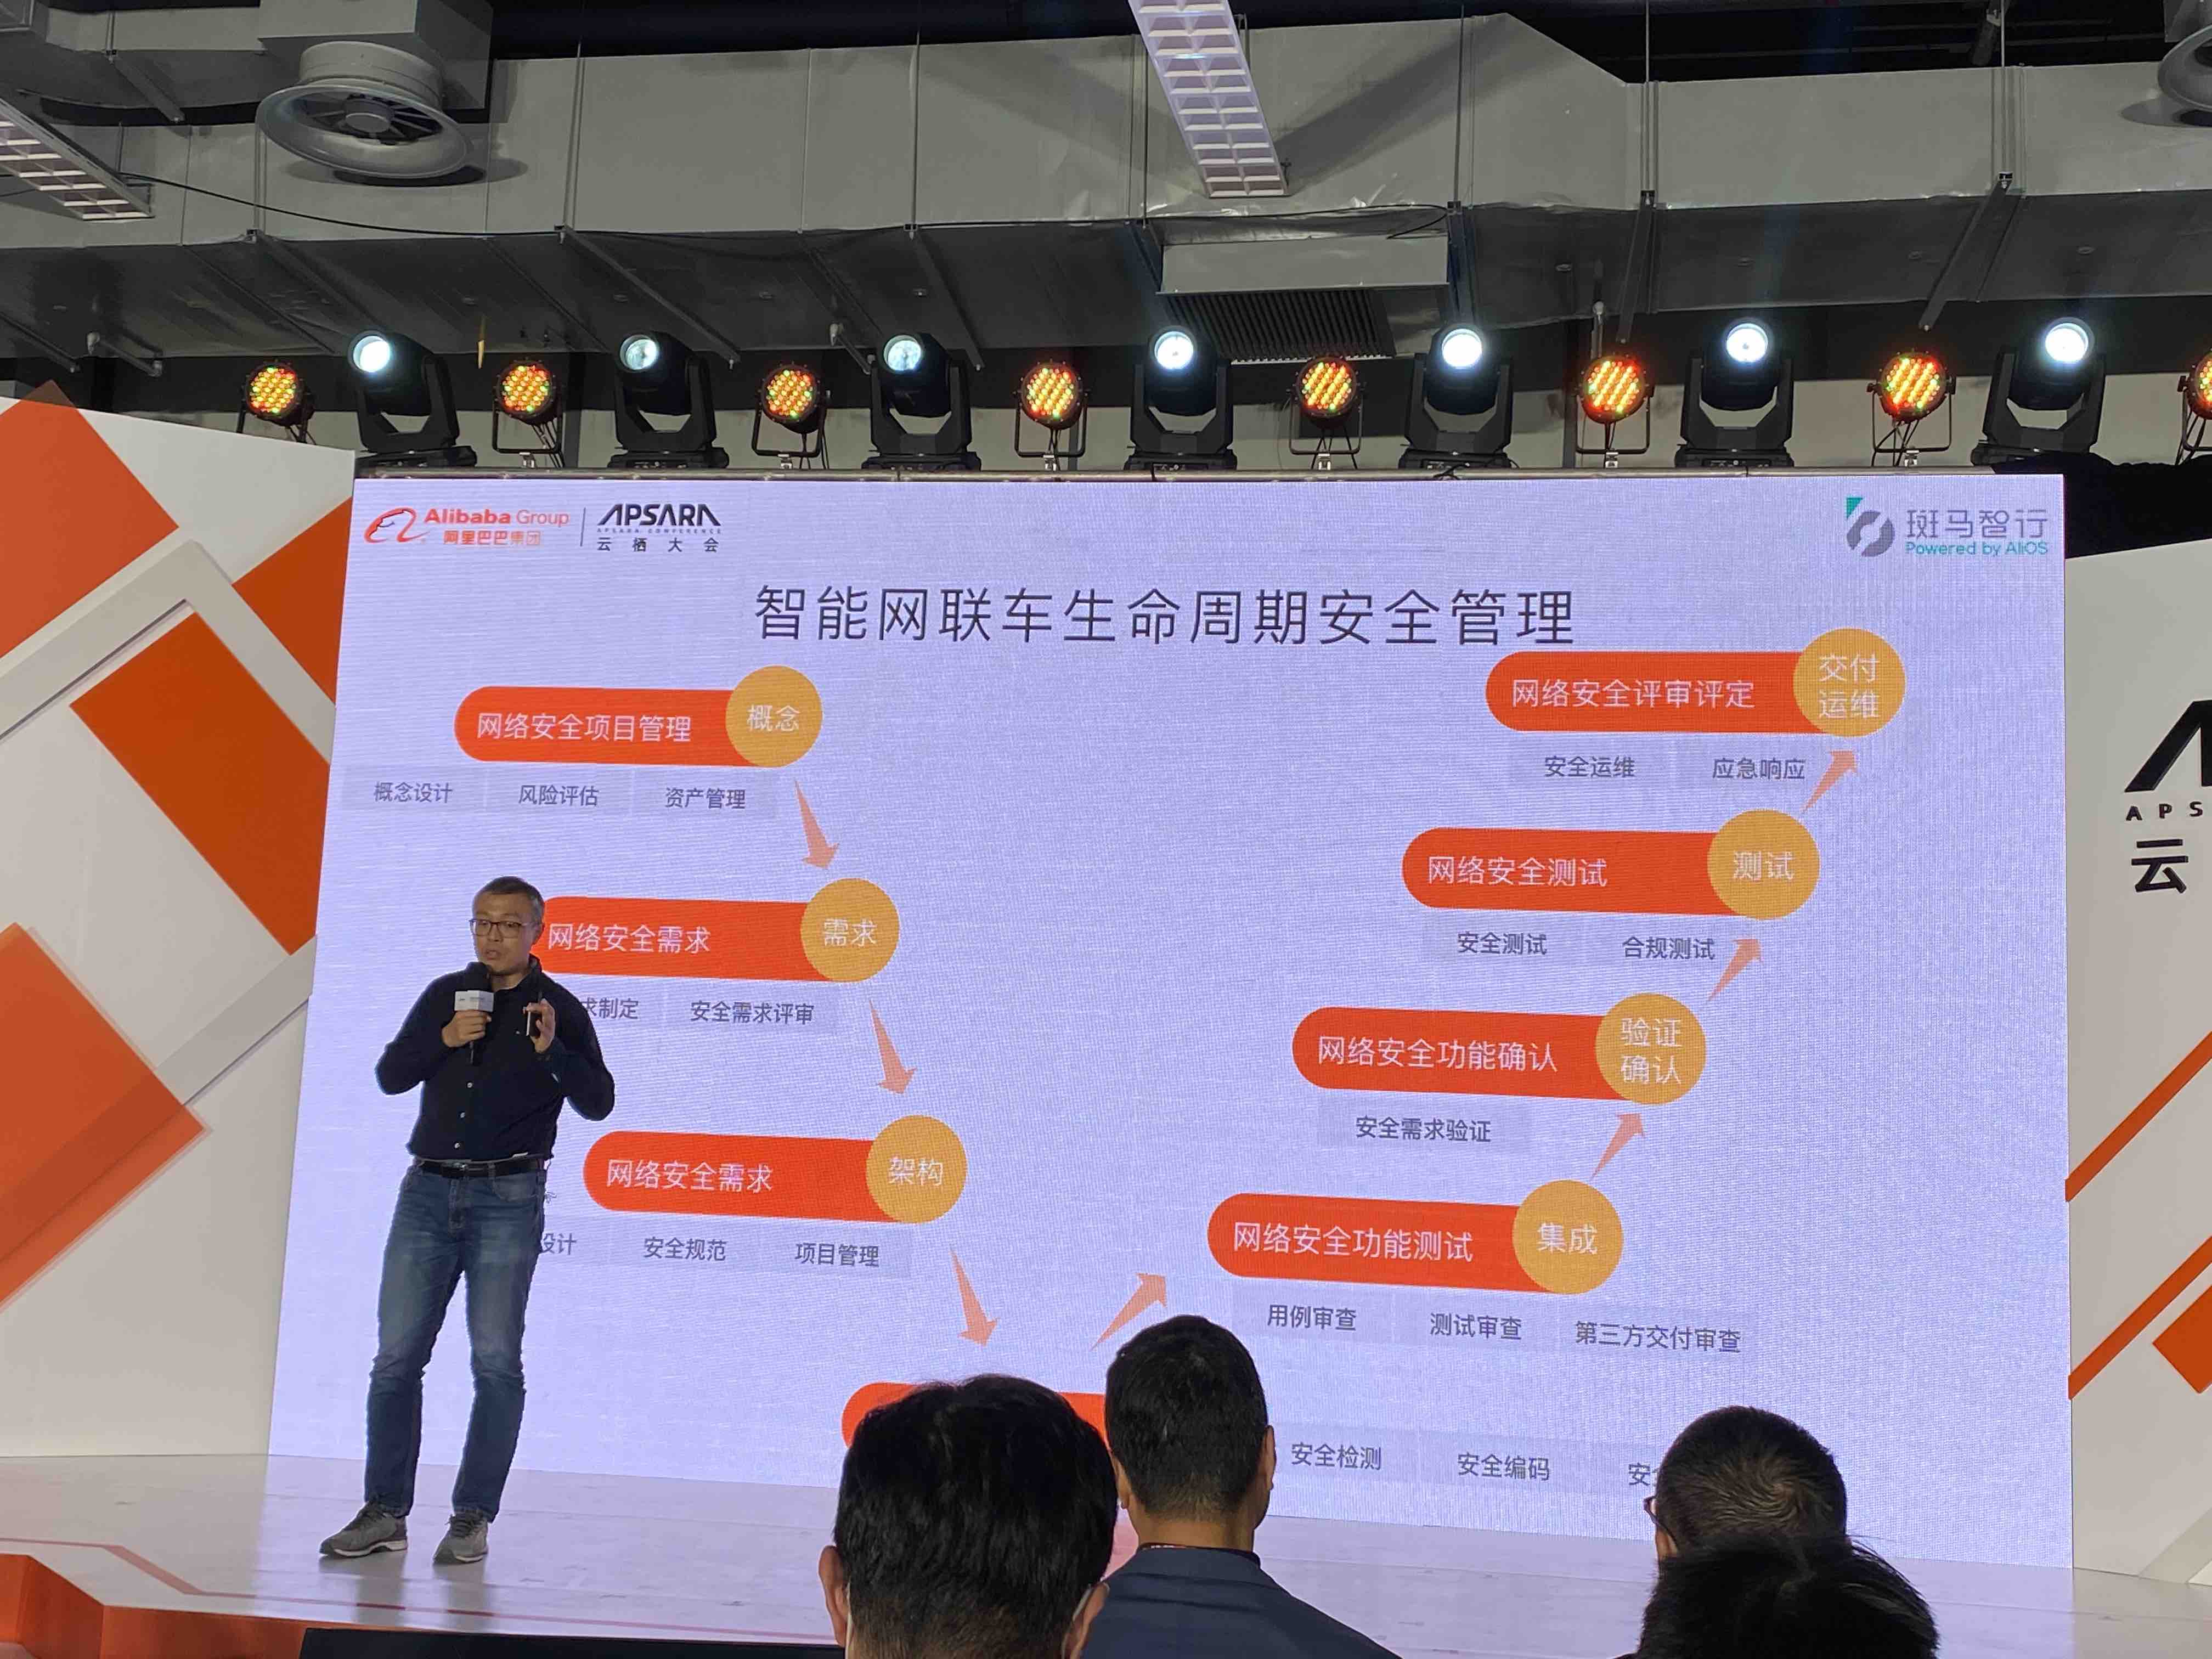 Alibaba Group
阿里巴巴集团
APSARA
APSARA CONFERENCE
云栖大会
斑马智行
Powered by AliOS
智能网联车生命周期安全管理
网络安全项目管理
概念
概念设计
风险评估
资产管理
网络安全需求
需求
求制定
安全需求评审
网络安全需求
架构
设计
安全规范
项目管理
网络安全评审评定
交付
运维
安全运维
应急响应
网络安全测试
测试
安全测试
合规测试
网络安全功能确认
验证
确认
安全需求验证
网络安全功能测试
集成
用例审查
测试审查
第三方交付审查
安全检测
安全编码
安
APS
云